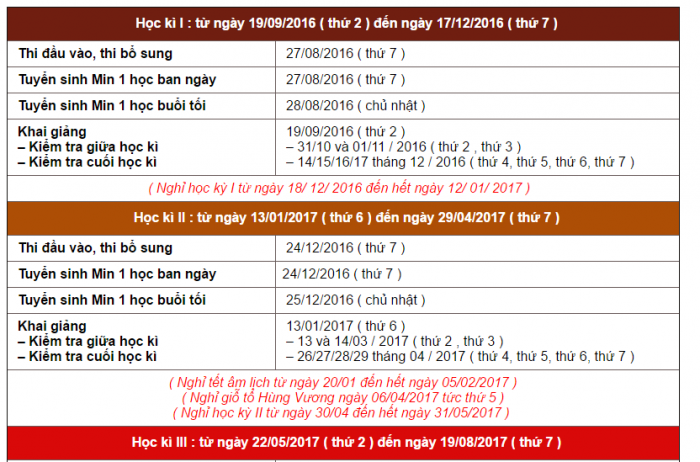 Học kì I : từ ngày 19/09/2016 ( thứ 2 ) đến ngày 17/12/2016 ( thứ 7 )
Thi đầu vào, thi bổ sung 27/08/2016 ( thứ 7 )
Tuyển sinh Min 1 học ban ngày 27/08/2016 ( thứ 7 )
Tuyển sinh Min 1 học buổi tối 28/08/2016 ( chủ nhật )
Khai giảng 19/09/2016 ( thứ 2 )
– Kiểm tra giữa học kì – 31/10 và 01/11 / 2016 ( thứ 2 , thứ 3 )
– Kiểm tra cuối học kì – 14/15/16/17 tháng 12 / 2016 ( thứ 4, thứ 5, thứ 6, thứ 7 )
( Nghỉ học kỳ I từ ngày 18/ 12/ 2016 đến hết ngày 12/ 01/ 2017 )
Học kì II : từ ngày 13/01/2017 ( thứ 6 ) đến ngày 29/04/2017 ( thứ 7 )
Thi đầu vào, thi bổ sung 24/12/2016 ( thứ 7 )
Tuyển sinh Min 1 học ban ngày 24/12/2016 ( thứ 7 )
Tuyển sinh Min 1 học buổi tối 25/12/2016 ( chủ nhật )
Khai giảng 13/01/2017 ( thứ 6 )
– Kiểm tra giữa học kì – 13 và 14/03 / 2017 ( thứ 2 , thứ 3 )
– Kiểm tra cuối học kì – 26/27/28/29 tháng 04 / 2017 ( thứ 4, thứ 5, thứ 6, thứ 7 )
( Nghỉ tết âm lịch từ ngày 20/01 đến hết ngày 05/02/2017 )
( Nghỉ giỗ tổ Hùng Vương ngày 06/04/2017 tức thứ 5 )
( Nghỉ học kỳ II từ ngày 30/04 đến hết ngày 31/05/2017 )
Học kì III : từ ngày 22/05/2017 ( thứ 2 ) đến ngày 19/08/2017 ( thứ 7 )